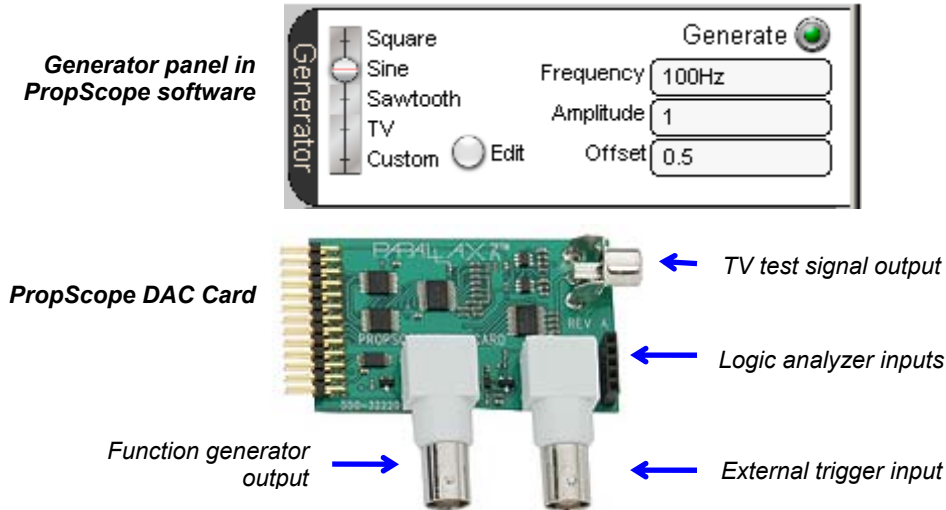 Generator panel in
PropScope software
Generator
Square
Sine
Sawtooth
TV
Custom
Edit
Generate
Frequency 100Hz
Amplitude 1
Offset 0.5
PropScope DAC Card
PARALLAX
REV A
CARD
TV test signal output
Logic analyzer inputs
Function generator
output
External trigger input